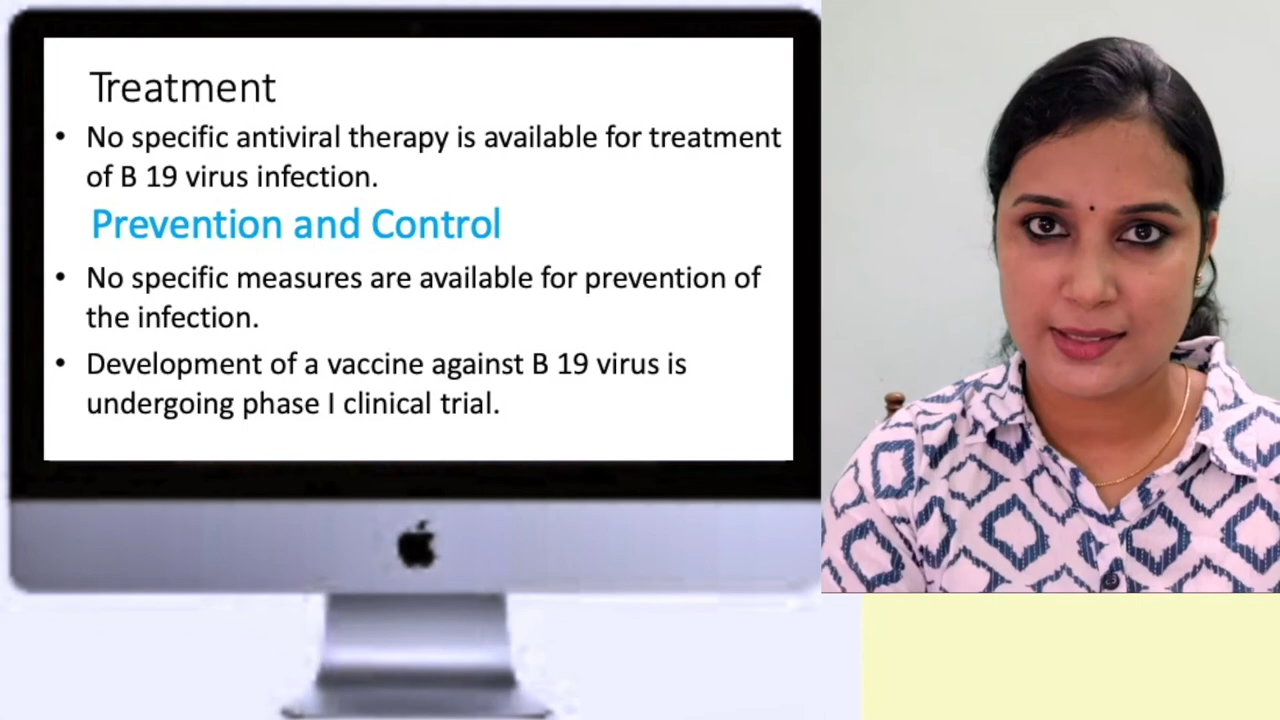 Treatment
• No specific antiviral therapy is available for treatment
of B 19 virus infection.
Prevention and Control
• No specific measures are available for prevention of
the infection.
• Development of a vaccine against B 19 virus is
undergoing phase I clinical trial.